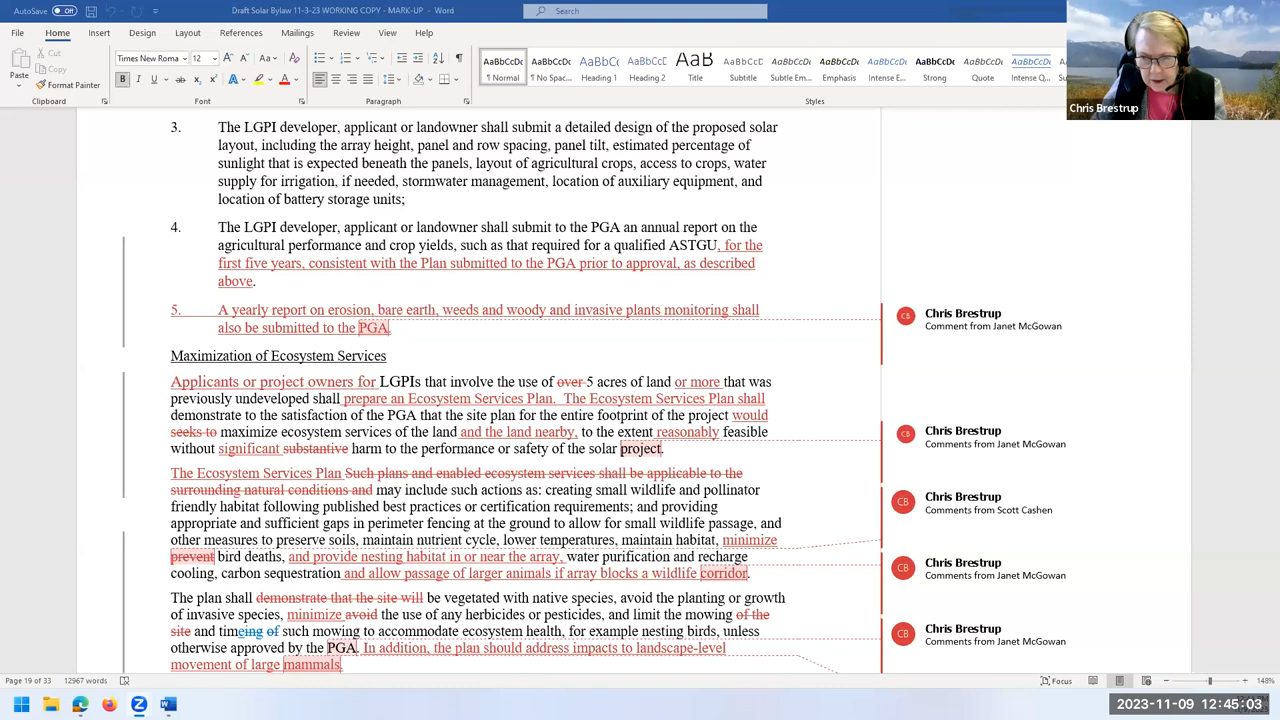 AutoSave Off Draft Solar Bylaw 11-3-23 WORKING COPY - MARK-UP - Word Search
File Home Insert Design Layout References Mailings Review View Help
Paste Cut Copy Format Painter Clipboard
Times New Roma 12 Font
Paragraph
AaBbCcDc ¶ Normal AaBbCcDc ¶ No Spac... AaBbC Heading 1 AaBbCcD Heading 2 AaB Title AaBbCcD Subtitle AaBbCcDt Subtle Em... AaBbCcDt Emphasis AaBbCcDt Intense E... AaBbCcDc Strong AaBbCcDt Quote AaBbCcDt Intense Q...
Styles
Chris Brestrup
3. The LGPI developer, applicant or landowner shall submit a detailed design of the proposed solar
layout, including the array height, panel and row spacing, panel tilt, estimated percentage of
sunlight that is expected beneath the panels, layout of agricultural crops, access to crops, water
supply for irrigation, if needed, stormwater management, location of auxiliary equipment, and
location of battery storage units;
4. The LGPI developer, applicant or landowner shall submit to the PGA an annual report on the
agricultural performance and crop yields, such as that required for a qualified ASTGU, for the
first five years, consistent with the Plan submitted to the PGA prior to approval, as described
above.
5. A yearly report on erosion, bare earth, weeds and woody and invasive plants monitoring shall
also be submitted to the PGA.
Chris Brestrup
Comment from Janet McGowan
Maximization of Ecosystem Services
Applicants or project owners for LGPIs that involve the use of over 5 acres of land or more that was
previously undeveloped shall prepare an Ecosystem Services Plan. The Ecosystem Services Plan shall
demonstrate to the satisfaction of the PGA that the site plan for the entire footprint of the project would
seeks to maximize ecosystem services of the land and the land nearby, to the extent reasonably feasible
without significant substantive harm to the performance or safety of the solar project.
Chris Brestrup
Comments from Janet McGowan
The Ecosystem Services Plan Such plans and enabled ecosystem services shall be applicable to the
surrounding natural conditions and may include such actions as: creating small wildlife and pollinator
friendly habitat following published best practices or certification requirements; and providing
appropriate and sufficient gaps in perimeter fencing at the ground to allow for small wildlife passage, and
other measures to preserve soils, maintain nutrient cycle, lower temperatures, maintain habitat, minimize
prevent bird deaths, and provide nesting habitat in or near the array, water purification and recharge
cooling, carbon sequestration and allow passage of larger animals if array blocks a wildlife corridor.
Chris Brestrup
Comments from Scott Cashen
Chris Brestrup
Comments from Janet McGowan
The plan shall demonstrate that the site will be vegetated with native species, avoid the planting or growth
of invasive species, minimize avoid the use of any herbicides or pesticides, and limit the mowing of the
site and timeing of such mowing to accommodate ecosystem health, for example nesting birds, unless
otherwise approved by the PGA. In addition, the plan should address impacts to landscape-level
movement of large mammals.
Chris Brestrup
Comments from Janet McGowan
Page 19 of 33 12967 words Focus 148%
2023-11-09 12:45:03